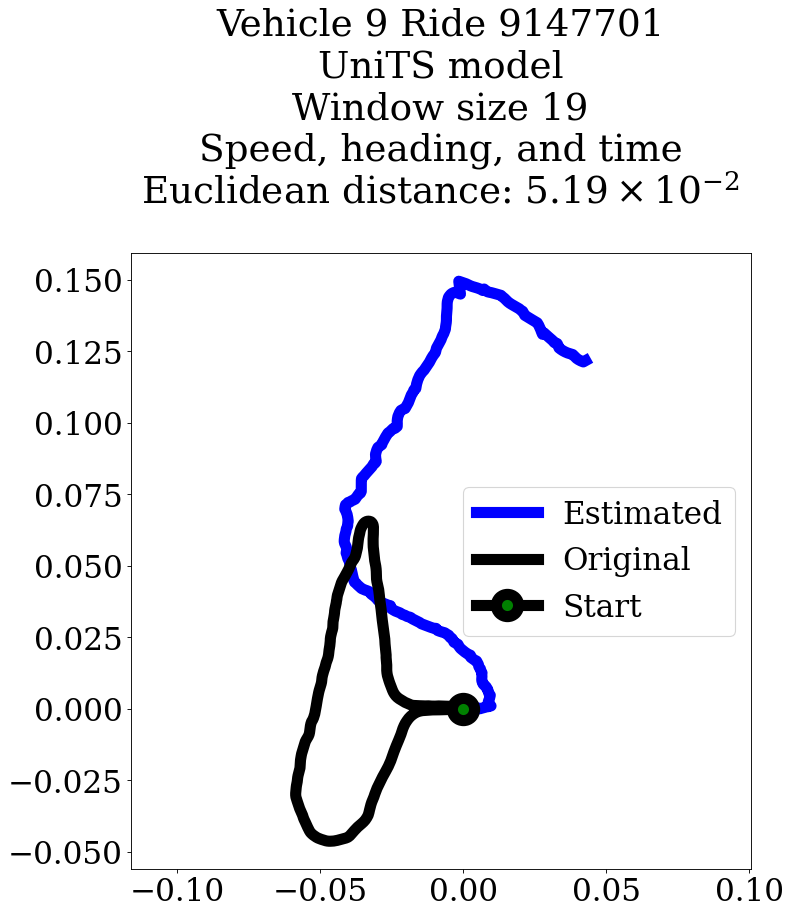 Vehicle 9 Ride 9147701
UniTS model
Window size 19
Speed, heading, and time
Euclidean distance: 5.19 × 10⁻²
0.150
0.125
0.100
0.075
0.050
0.025
0.000
−0.025
−0.050
Estimated
Original
Start
−0.10 −0.05 0.00 0.05 0.10